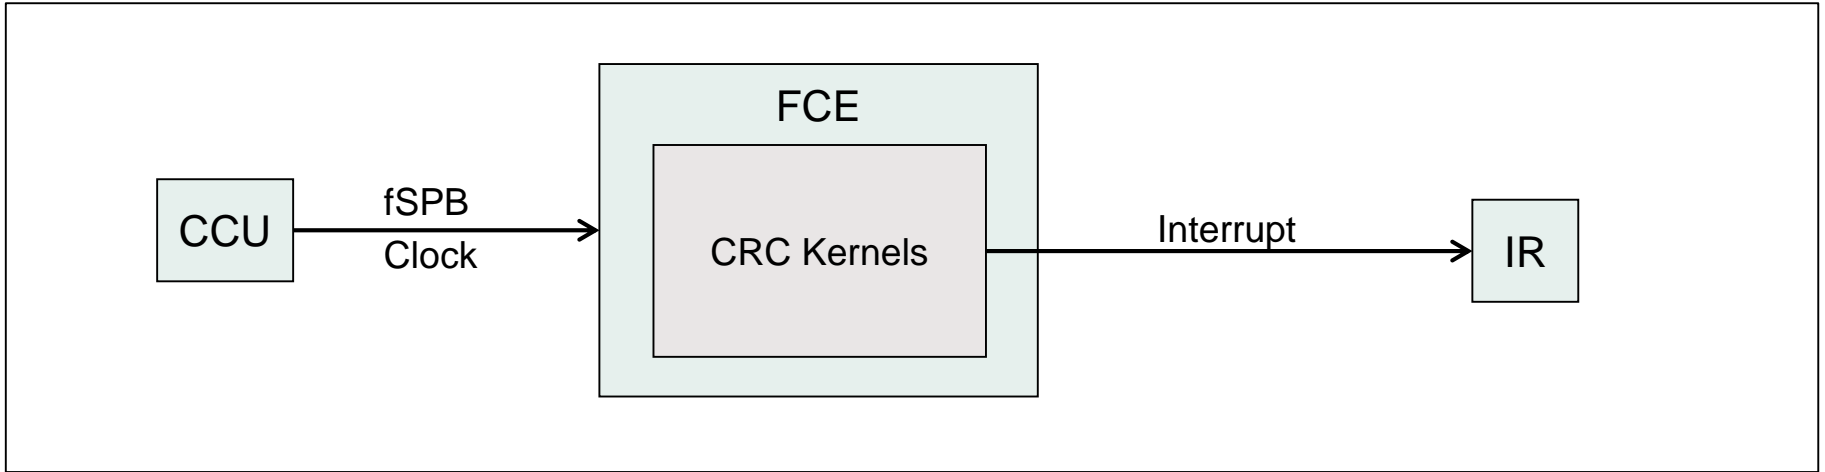 FCE
CCU
fSPB
Clock
CRC Kernels
Interrupt
IR